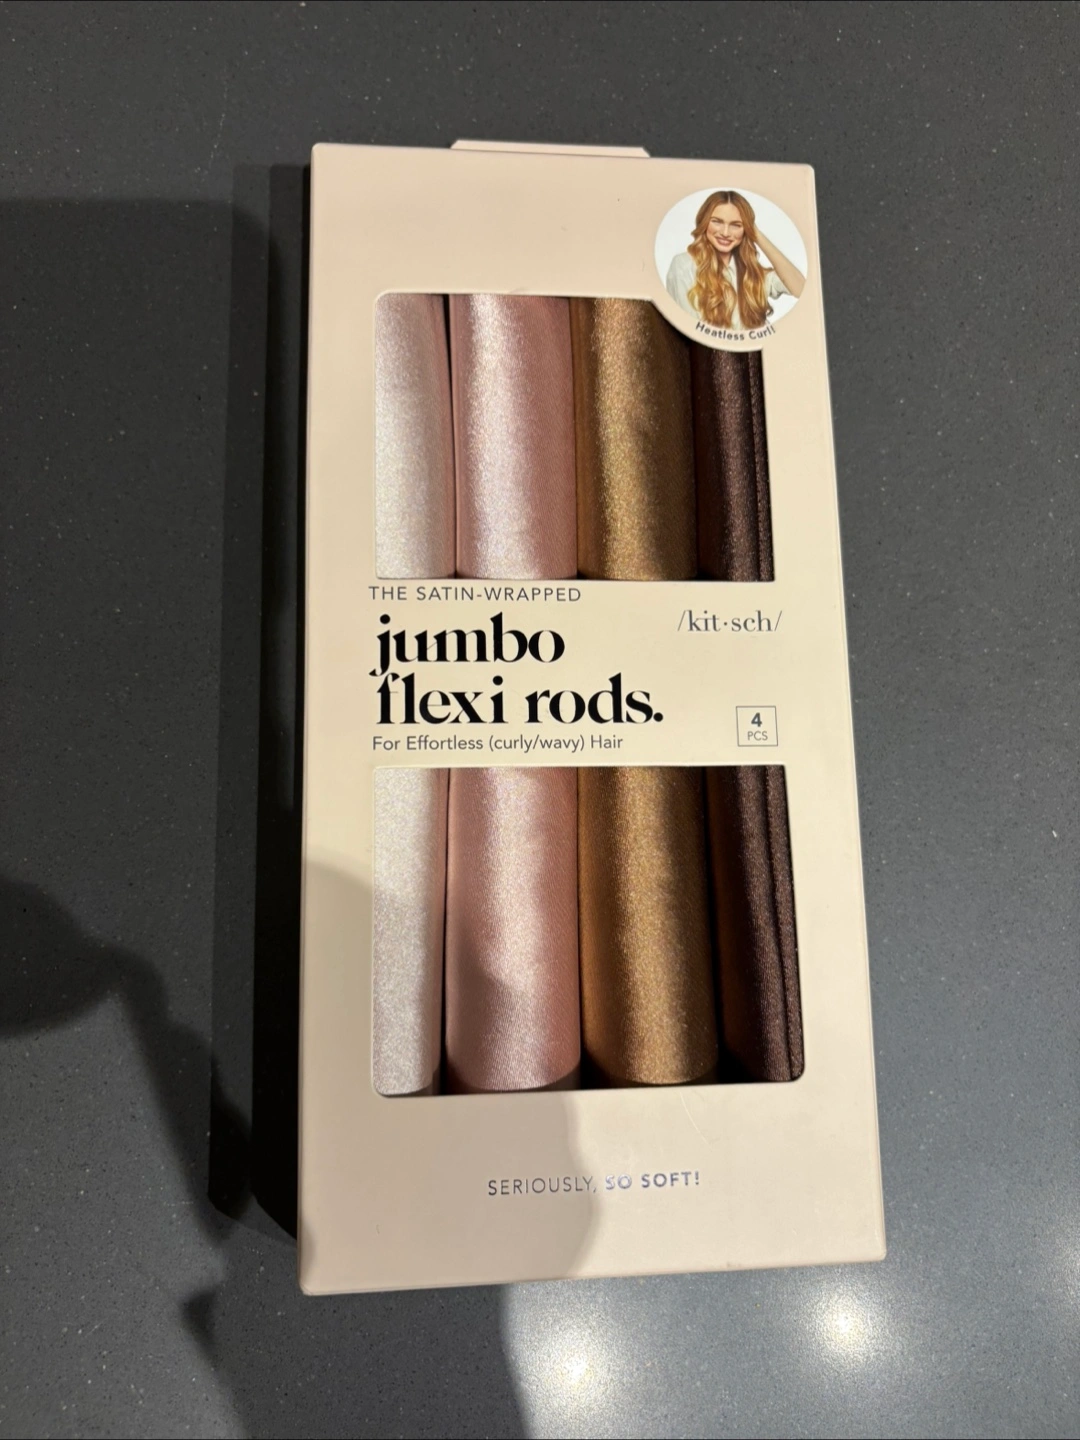 Heatless Curl!
THE SATIN-WRAPPED
jumbo
flexi rods.
/kit·sch/
For Effortless (curly/wavy) Hair
4
PCS
SERIOUSLY, SO SOFT!